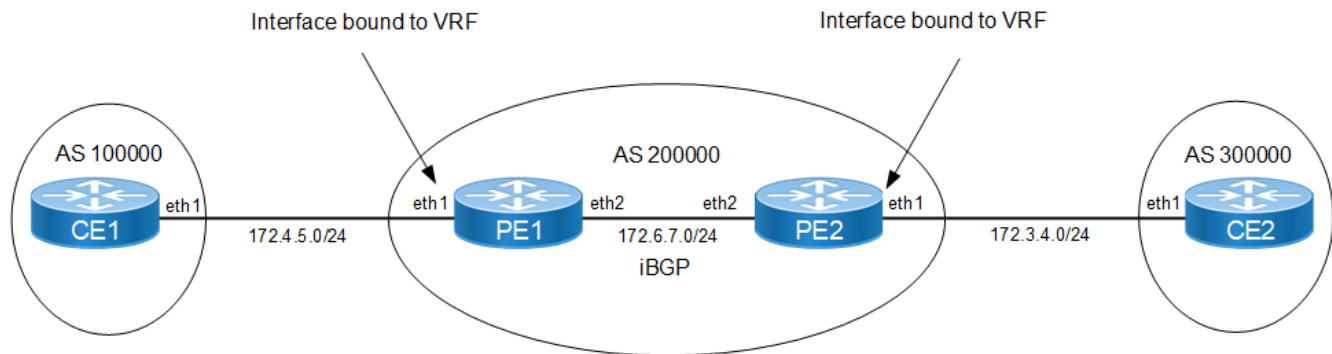 Interface bound to VRF
Interface bound to VRF
AS 100000
AS 200000
AS 300000
eth1
eth1
eth2
eth2
eth1
eth1
CE1
PE1
PE2
CE2
172.4.5.0/24
172.6.7.0/24
172.3.4.0/24
iBGP